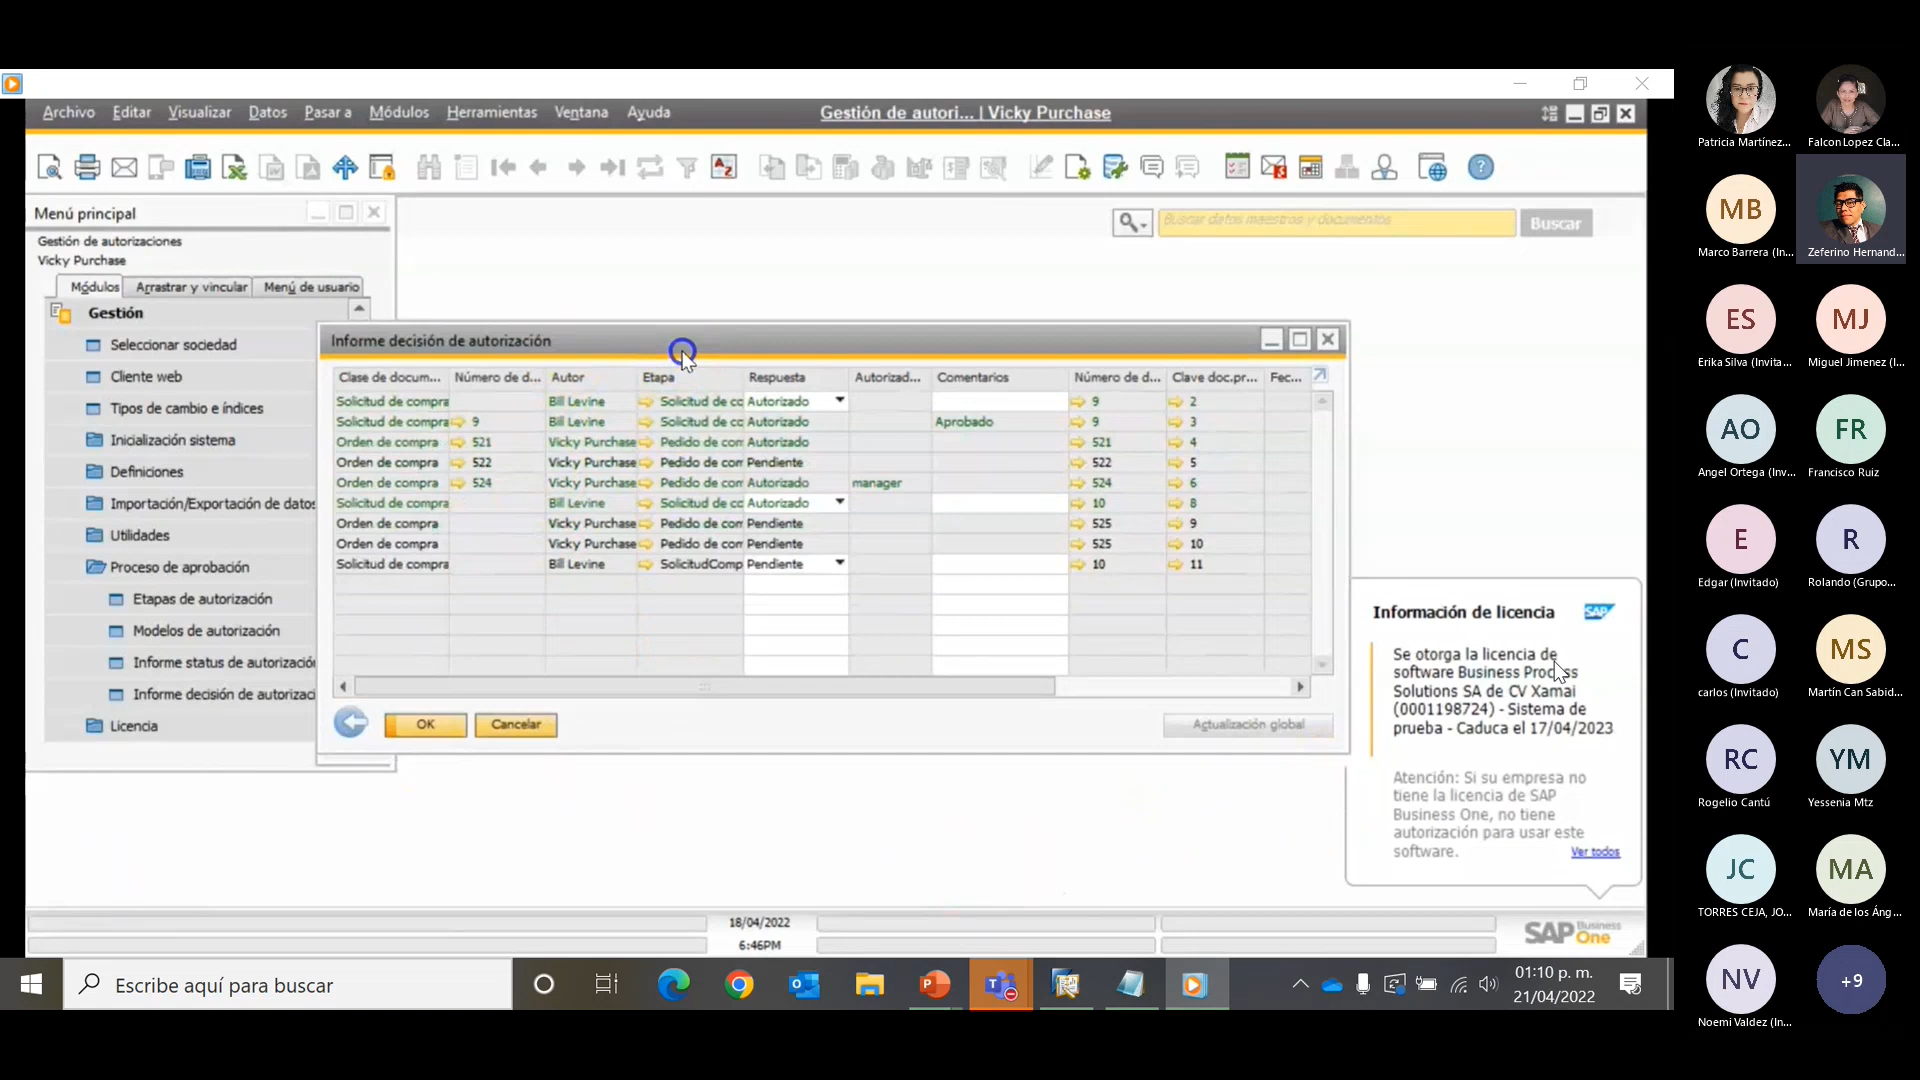 Archivo Editar Visualizar Datos Pasar a Módulos Herramientas Ventana Ayuda
Gestión de autori... | Vicky Purchase
Menú principal
Gestión de autorizaciones
Vicky Purchase
Módulos Arrastrar y vincular Menú de usuario
Gestión
Seleccionar sociedad
Cliente web
Tipos de cambio e índices
Inicialización sistema
Definiciones
Importación/Exportación de datos
Utilidades
Proceso de aprobación
Etapas de autorización
Modelos de autorización
Informe status de autorización
Informe decisión de autorizaci
Licencia
Buscar datos maestros y documentos
Buscar
Informe decisión de autorización
Clase de docum... Número de d... Autor Etapa Respuesta Autorizad... Comentarios Número de d... Clave doc.pr... Fec...
Solicitud de compra Bill Levine Solicitud de co Autorizado 9 2
Solicitud de compra 9 Bill Levine Solicitud de co Autorizado Aprobado 9 3
Orden de compra 521 Vicky Purchase Pedido de com Autorizado 521 4
Orden de compra 522 Vicky Purchase Pedido de com Pendiente 522 5
Orden de compra 524 Vicky Purchase Pedido de com Autorizado manager 524 6
Solicitud de compra Bill Levine Solicitud de co Autorizado 10 8
Orden de compra Vicky Purchase Pedido de com Pendiente 525 9
Orden de compra Vicky Purchase Pedido de com Pendiente 525 10
Solicitud de compra Bill Levine SolicitudComp Pendiente 10 11
OK Cancelar Actualización global
Información de licencia SAP
Se otorga la licencia de
software Business Process
Solutions SA de CV Xamai
(0001198724) - Sistema de
prueba - Caduca el 17/04/2023
Atención: Si su empresa no
tiene la licencia de SAP
Business One, no tiene
autorización para usar este
software.
Ver todos
18/04/2022
6:46PM
SAP Business One
Escribe aquí para buscar
01:10 p. m.
21/04/2022
Patricia Martínez... Falcon Lopez Cla...
MB
Marco Barrera (In... Zeferino Hernand...
ES MJ
Erika Silva (Invita... Miguel Jimenez (I...
AO FR
Angel Ortega (Inv... Francisco Ruiz
E R
Edgar (Invitado) Rolando (Grupo...
C MS
carlos (Invitado) Martín Can Sabid...
RC YM
Rogelio Cantú Yessenia Mtz
JC MA
TORRES CEJA, JO... María de los Áng...
NV +9
Noemi Valdez (In...